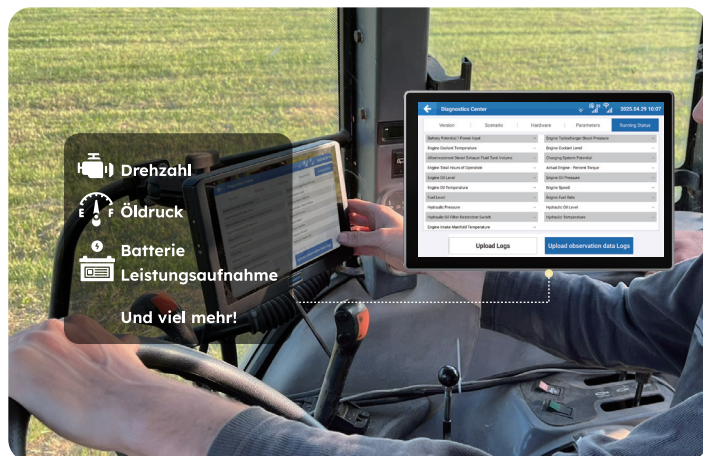 Drehzahl
E F Öldruck
Batterie
Leistungsaufnahme
Und viel mehr!
Diagnostics Center 2025.04.29 10:07
Version Scenario Hardware Parameters Running Status
Battery Potential / Power Input - Engine Turbocharger Boost Pressure -
Engine Coolant Temperature - Engine Coolant Level -
Aftertreatment Diesel Exhaust Fluid Tank Volume - Charging System Potential -
Engine Total Hours of Operation - Actual Engine - Percent Torque -
Engine Oil Level - Engine Oil Pressure -
Engine Oil Temperature - Engine Speed -
Fuel Level - Engine Fuel Rate -
Hydraulic Pressure - Hydraulic Oil Level -
Hydraulic Oil Filter Restriction Switch - Hydraulic Temperature -
Engine Intake Manifold Temperature -
Upload Logs Upload observation data Logs